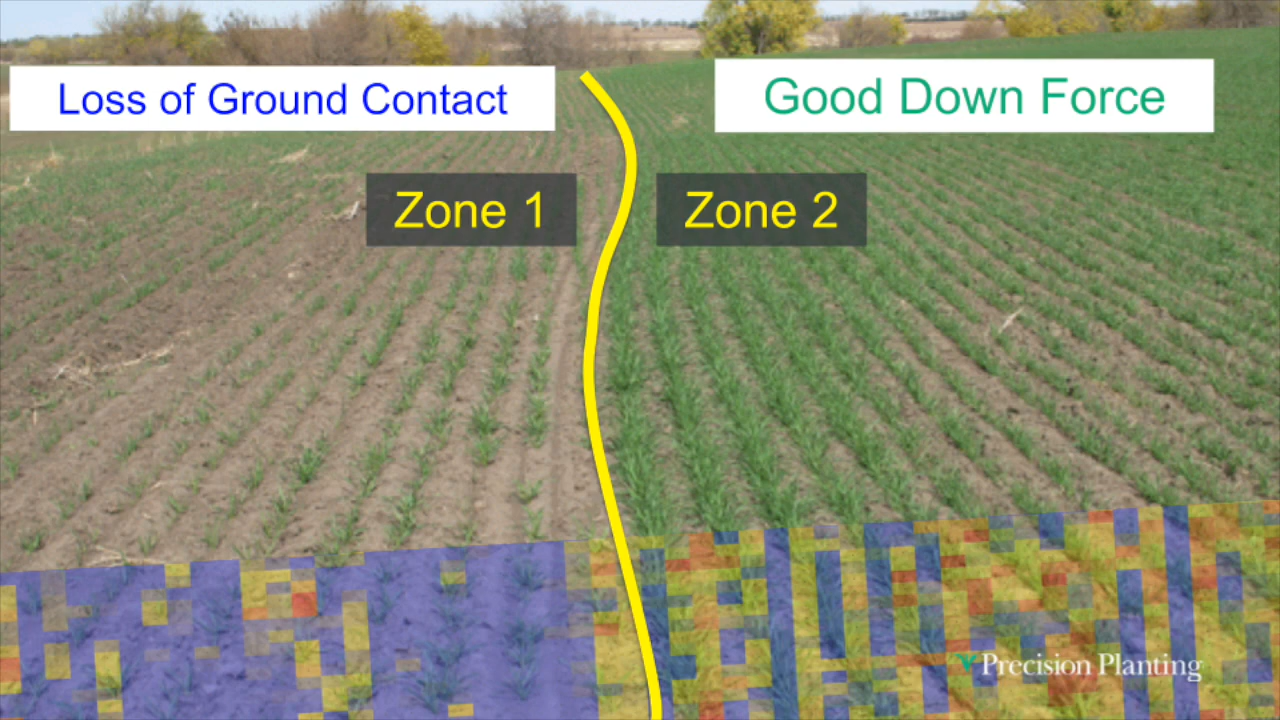 Loss of Ground Contact
Good Down Force
Zone 1
Zone 2
Precision Planting